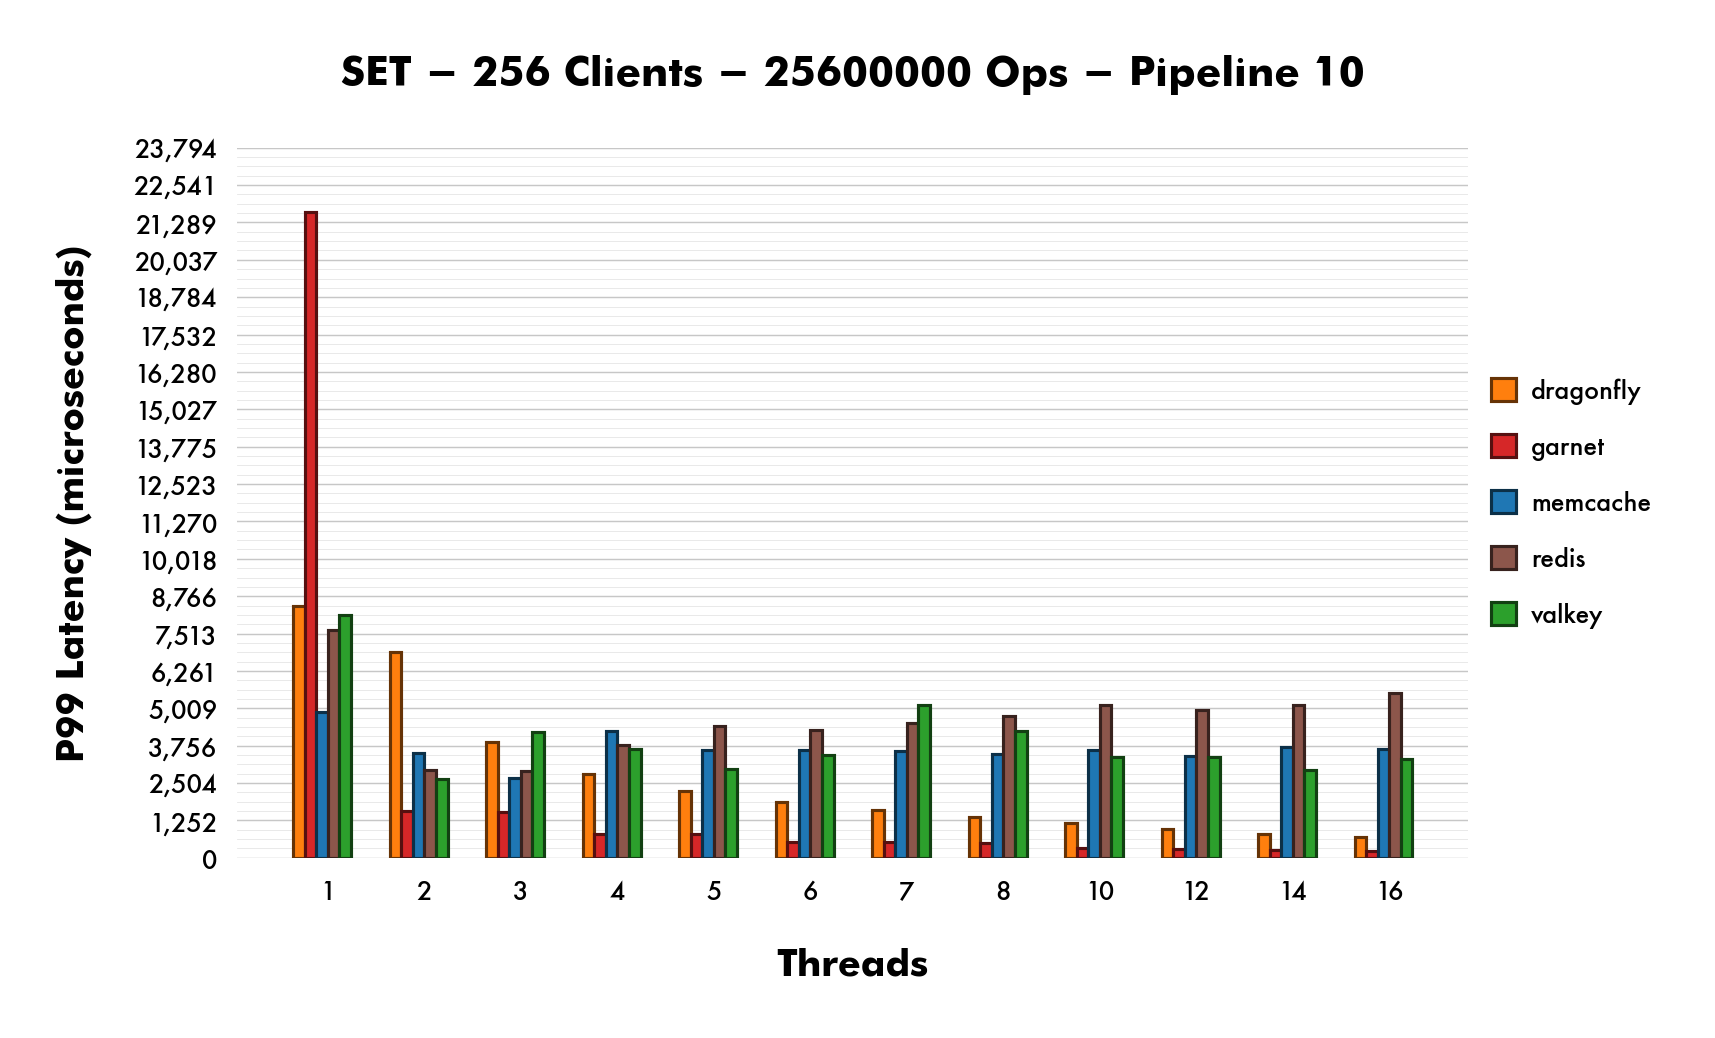 SET – 256 Clients – 25600000 Ops – Pipeline 10
P99 Latency (microseconds)
23,794
22,541
21,289
20,037
18,784
17,532
16,280
15,027
13,775
12,523
11,270
10,018
8,766
7,513
6,261
5,009
3,756
2,504
1,252
0
1 2 3 4 5 6 7 8 10 12 14 16
Threads
dragonfly
garnet
memcache
redis
valkey